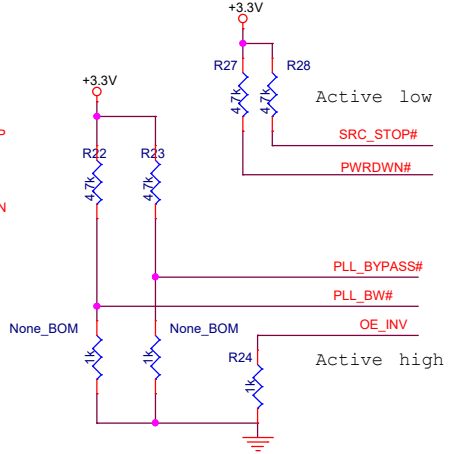 +3.3V
R27
R28
4.7k
4.7k
Active low
+3.3V
SRC_STOP#
P
R22
R23
PWRDWN#
4.7k
4.7k
N
PLL_BYPASS#
PLL_BW#
None_BOM
None_BOM
OE_INV
1k
1k
R24
Active high
1k